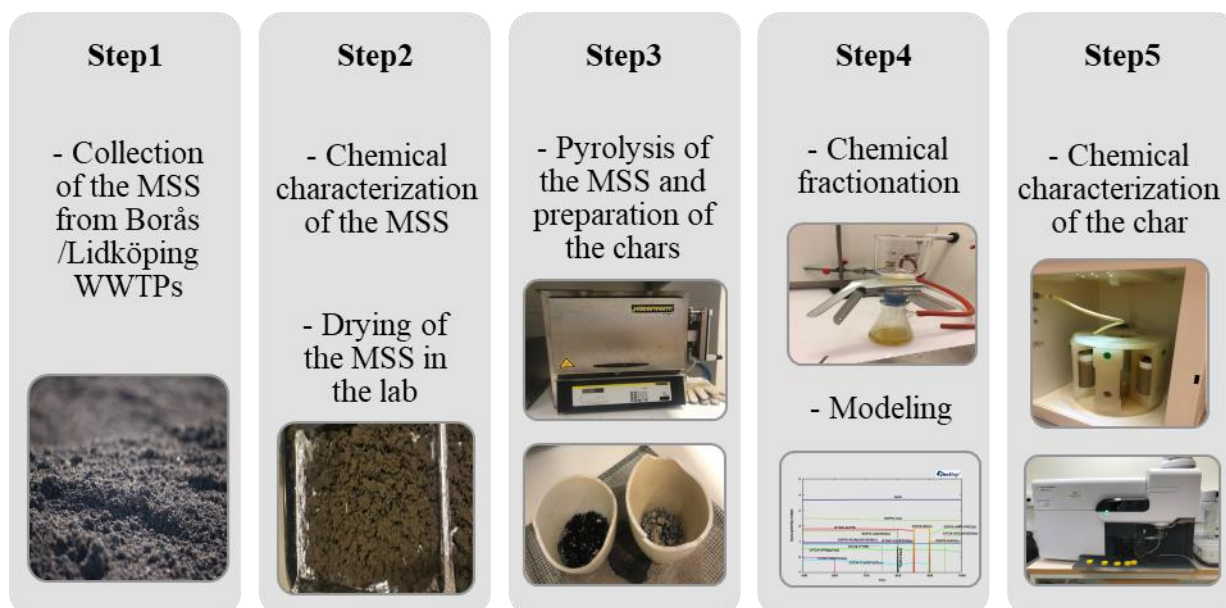 Step1
- Collection
of the MSS
from Borås
/Lidköping
WWTPs
Step2
- Chemical
characterization
of the MSS
- Drying of
the MSS in
the lab
Step3
- Pyrolysis of
the MSS and
preparation of
the chars
Step4
- Chemical
fractionation
- Modeling
Step5
- Chemical
characterization
of the char